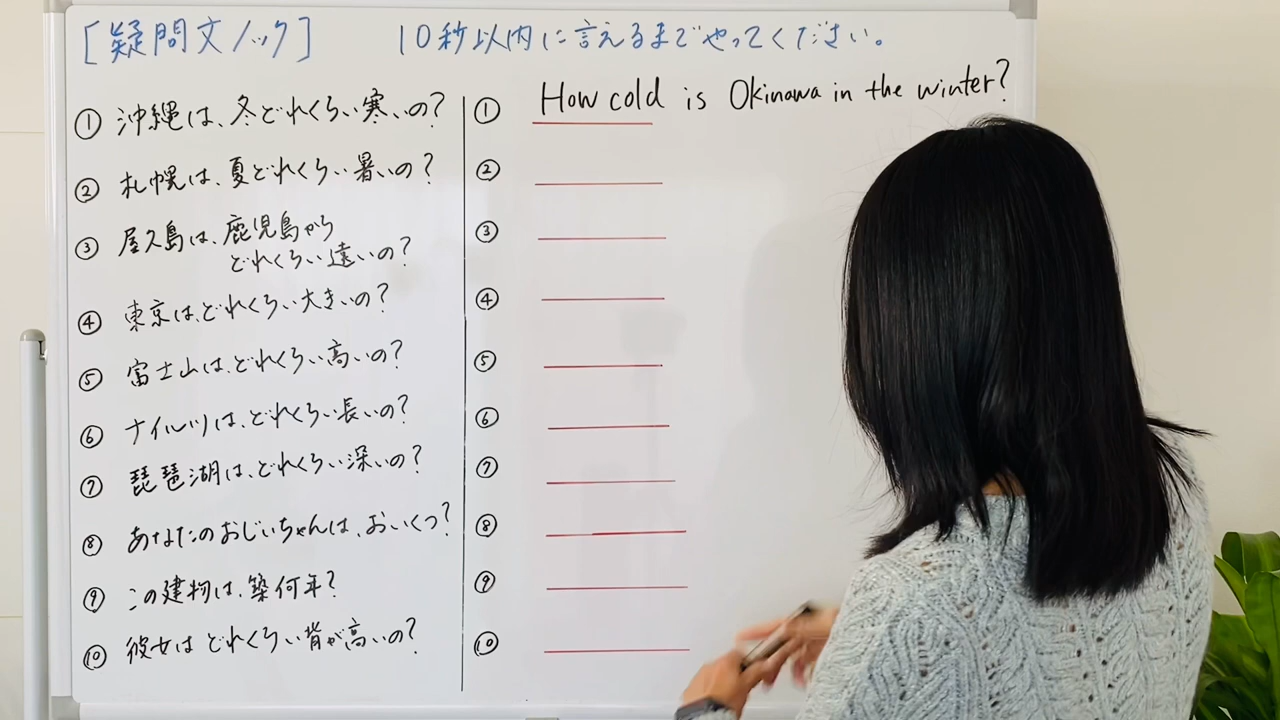 [疑問文ノック] 10秒以内に言えるまでやってください。
① 沖縄は、冬どれくらい寒いの?
② 札幌は、夏どれくらい暑いの?
③ 屋久島は、鹿児島から
どれくらい遠いの?
④ 東京は、どれくらい大きいの?
⑤ 富士山は、どれくらい高いの?
⑥ ナイル川は、どれくらい長いの?
⑦ 琵琶湖は、どれくらい深いの?
⑧ あなたのおじいちゃんは、おいくつ?
⑨ この建物は、築何年?
⑩ 彼女は どれくらい背が高いの?
① How cold is Okinawa in the winter?
②
③
④
⑤
⑥
⑦
⑧
⑨
⑩